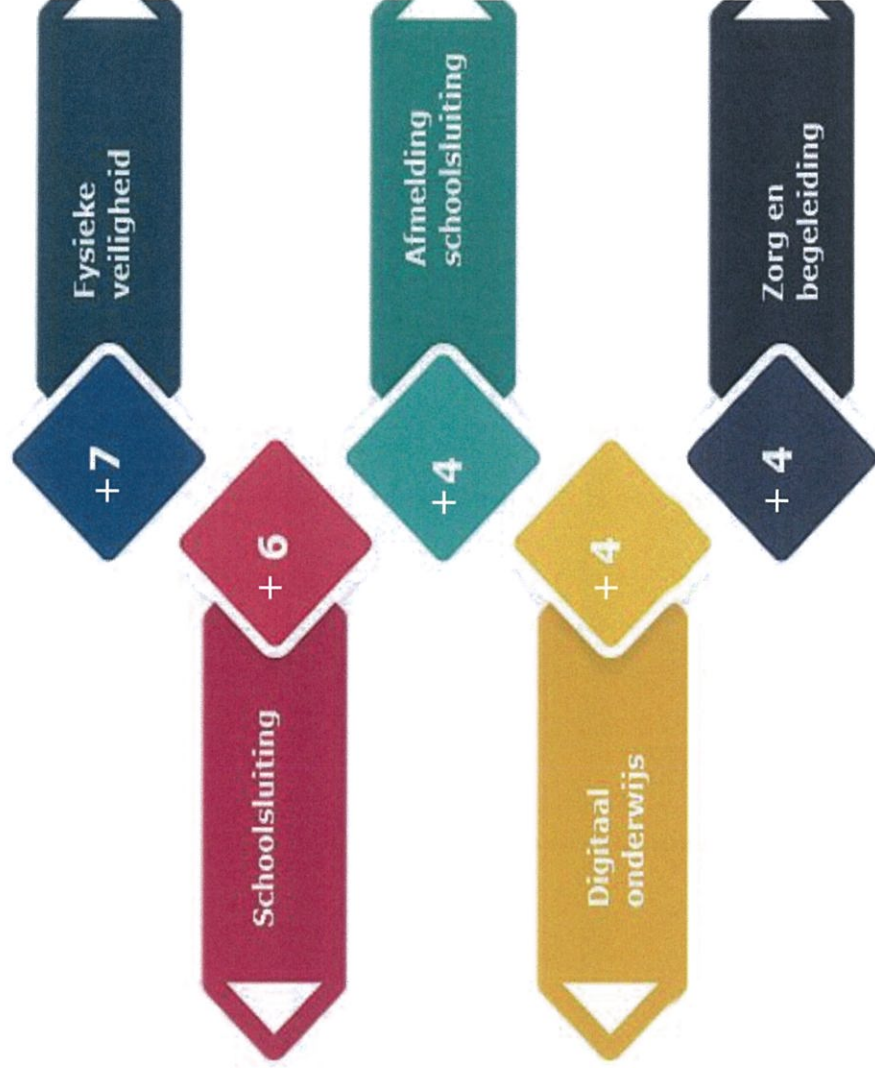 +7
Fysieke
veiligheid
Schoolsluiting
+ 6
+4
Afmelding
schoolsluiting
Digitaal
onderwijs
+ 4
+ 4
Zorg en
begeleiding